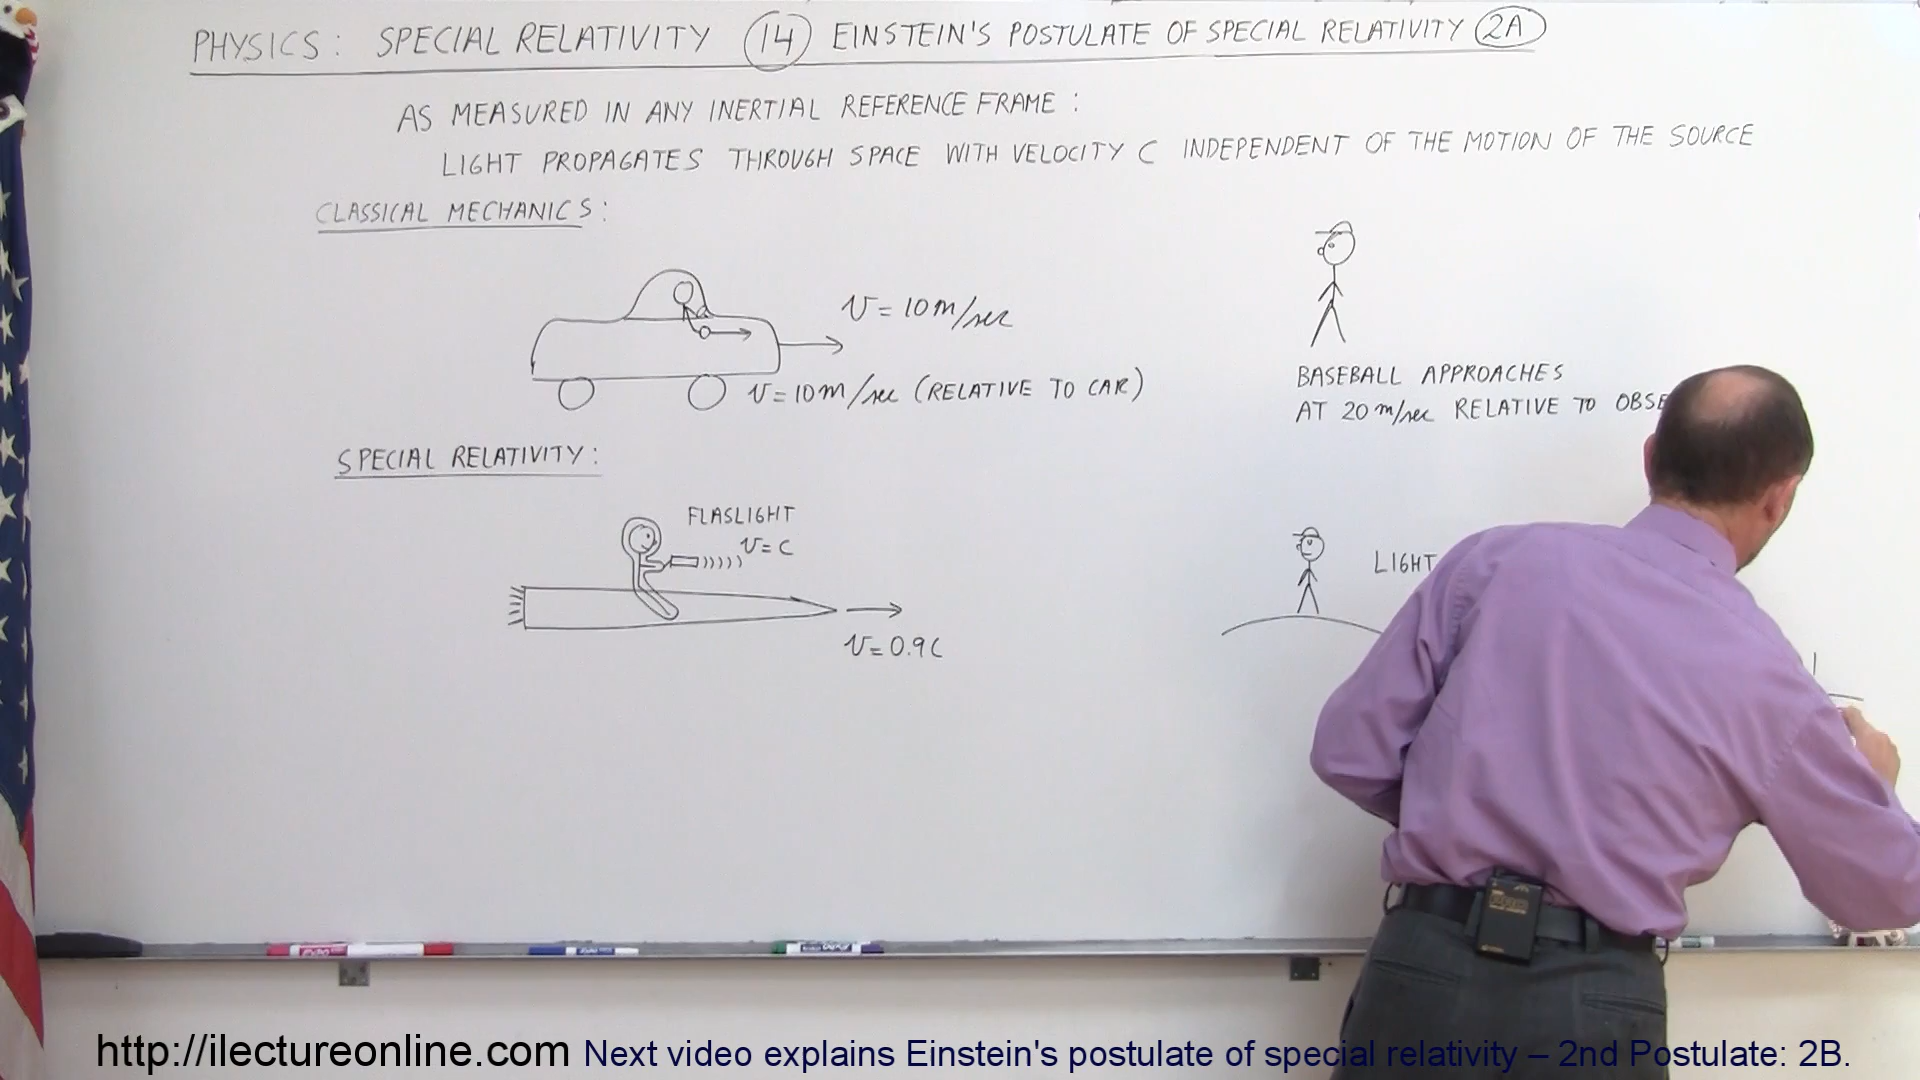 PHYSICS: SPECIAL RELATIVITY 14 EINSTEIN'S POSTULATE OF SPECIAL RELATIVITY 2A
AS MEASURED IN ANY INERTIAL REFERENCE FRAME:
LIGHT PROPAGATES THROUGH SPACE WITH VELOCITY C INDEPENDENT OF THE MOTION OF THE SOURCE
CLASSICAL MECHANICS:
v = 10 m/sec
v = 10 m/sec (RELATIVE TO CAR)
BASEBALL APPROACHES
AT 20 m/sec RELATIVE TO OBSE
SPECIAL RELATIVITY:
FLASLIGHT
v = C
LIGHT
v = 0.9C
http://ilectureonline.com Next video explains Einstein's postulate of special relativity – 2nd Postulate: 2B.